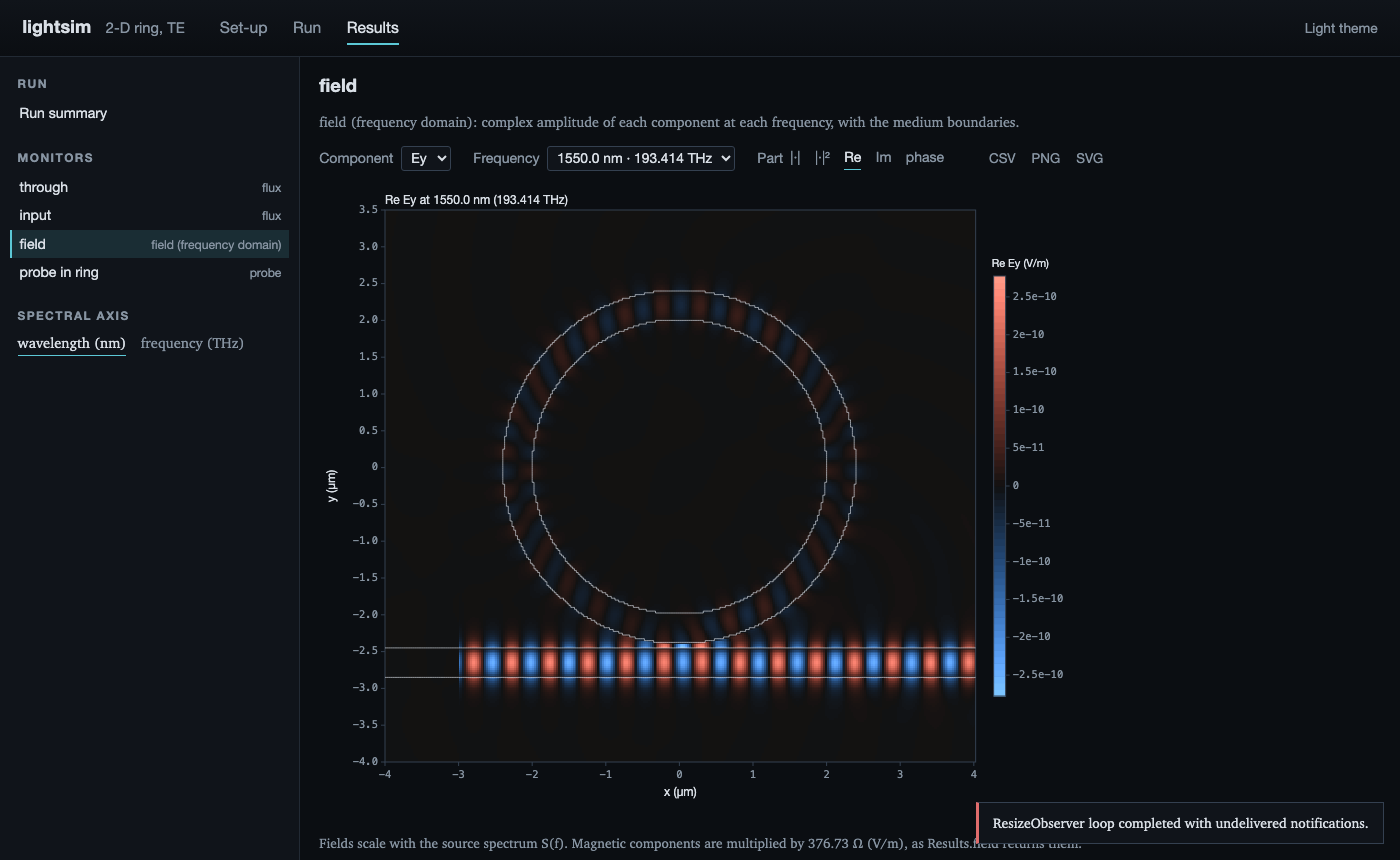 lightsim 2-D ring, TE Set-up Run Results Light theme
RUN
Run summary
MONITORS
through flux
input flux
field field (frequency domain)
probe in ring probe
SPECTRAL AXIS
wavelength (nm) frequency (THz)
field
field (frequency domain): complex amplitude of each component at each frequency, with the medium boundaries.
Component Ey Frequency 1550.0 nm · 193.414 THz Part |·| |·|² Re Im phase CSV PNG SVG
Re Ey at 1550.0 nm (193.414 THz)
3.5
3.0
2.5
2.0
1.5
1.0
0.5
0
−0.5
−1.0
−1.5
−2.0
−2.5
−3.0
−3.5
−4.0
y (µm)
−4 −3 −2 −1 0 1 2 3 4
x (µm)
Re Ey (V/m)
2.5e-10
2e-10
1.5e-10
1e-10
5e-11
0
−5e-11
−1e-10
−1.5e-10
−2e-10
−2.5e-10
ResizeObserver loop completed with undelivered notifications.
Fields scale with the source spectrum S(f). Magnetic components are multiplied by 376.73 Ω (V/m), as Results.field returns them.